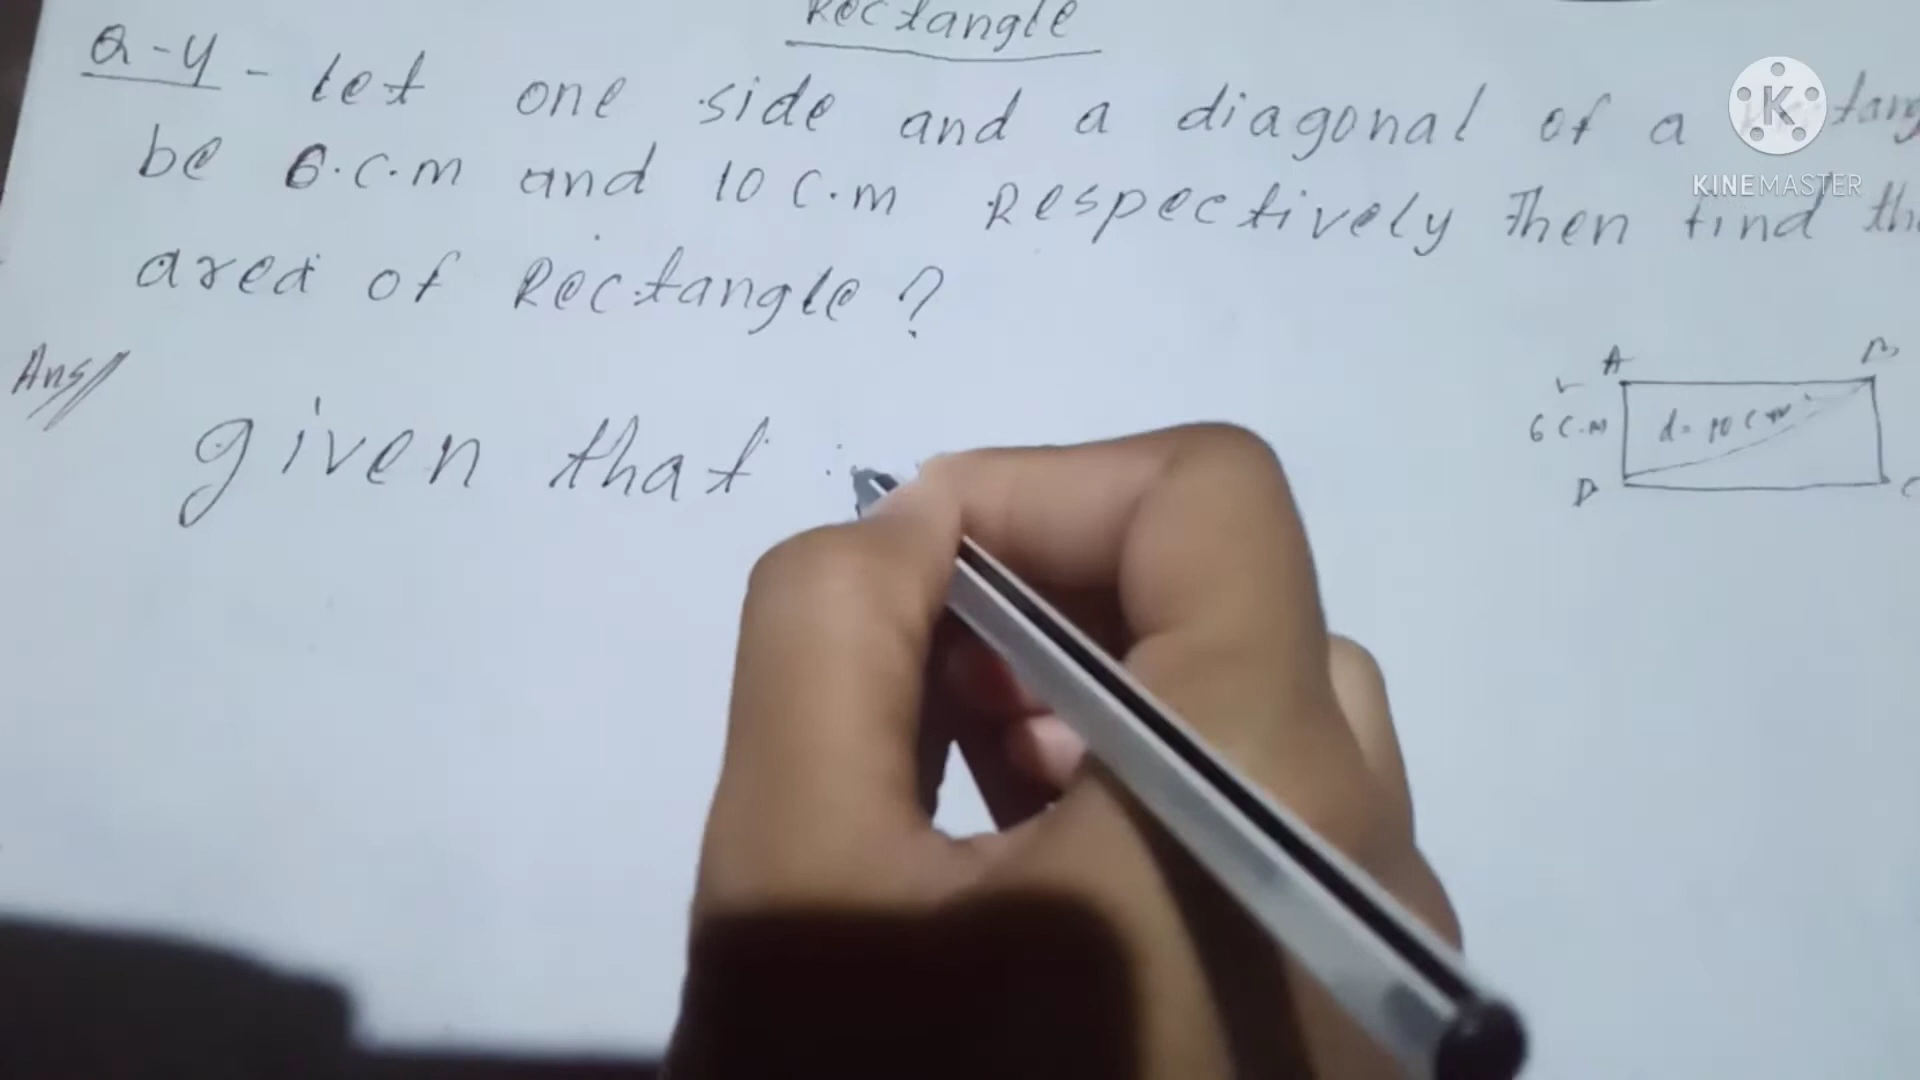 Rectangle
Q-4 - let one side and a diagonal of a
be 6.C.m and 10 C.m Respectively Then find
area of Rectangle?
Ans//
given that :
A
6 C.m
d = 10 C.m
D
K
KINEMASTER